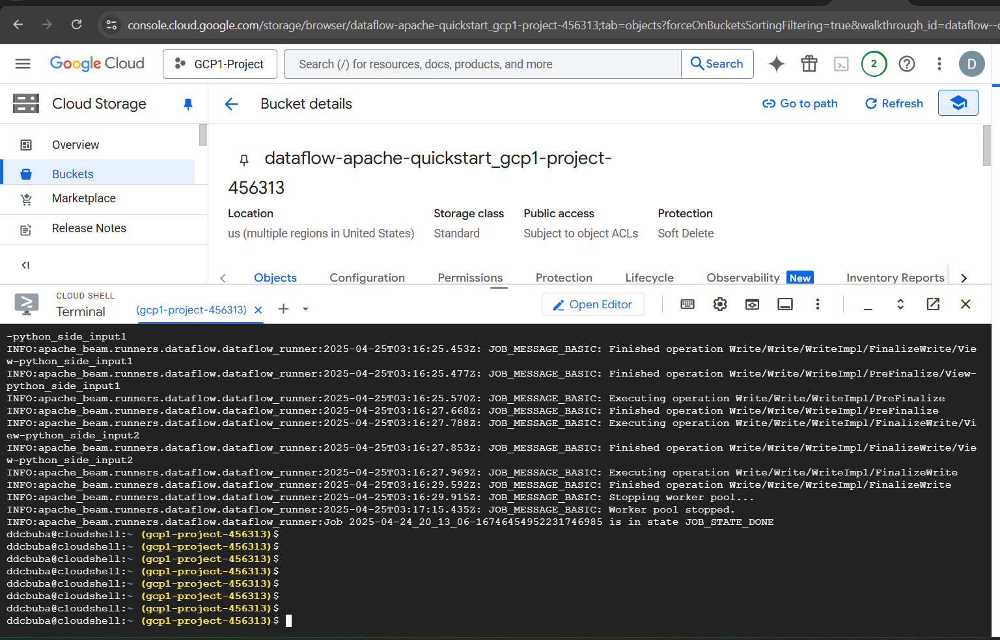 console.cloud.google.com/storage/browser/dataflow-apache-quickstart_gcp1-project-456313;tab=objects?forceOnBucketsSortingFiltering=true&walkthrough_id=dataflow--
Google Cloud
GCP1-Project
Search (/) for resources, docs, products, and more
Search
2
D
Cloud Storage
Bucket details
Go to path
Refresh
Overview
Buckets
Marketplace
Release Notes
dataflow-apache-quickstart_gcp1-project-
456313
Location
Storage class
Public access
Protection
us (multiple regions in United States)
Standard
Subject to object ACLs
Soft Delete
Objects
Configuration
Permissions
Protection
Lifecycle
Observability
New
Inventory Reports
CLOUD SHELL
Terminal
(gcp1-project-456313)
Open Editor
-python_side_input1
INFO:apache_beam.runners.dataflow.dataflow_runner:2025-04-25T03:16:25.453Z: JOB_MESSAGE_BASIC: Finished operation Write/Write/WriteImpl/FinalizeWrite/Vie
w-python_side_input1
INFO:apache_beam.runners.dataflow.dataflow_runner:2025-04-25T03:16:25.477Z: JOB_MESSAGE_BASIC: Finished operation Write/Write/WriteImpl/PreFinalize/View-
python_side_input1
INFO:apache_beam.runners.dataflow.dataflow_runner:2025-04-25T03:16:25.570Z: JOB_MESSAGE_BASIC: Executing operation Write/Write/WriteImpl/PreFinalize
INFO:apache_beam.runners.dataflow.dataflow_runner:2025-04-25T03:16:27.668Z: JOB_MESSAGE_BASIC: Finished operation Write/Write/WriteImpl/PreFinalize
INFO:apache_beam.runners.dataflow.dataflow_runner:2025-04-25T03:16:27.788Z: JOB_MESSAGE_BASIC: Executing operation Write/Write/WriteImpl/FinalizeWrite/Vi
ew-python_side_input2
INFO:apache_beam.runners.dataflow.dataflow_runner:2025-04-25T03:16:27.853Z: JOB_MESSAGE_BASIC: Finished operation Write/Write/WriteImpl/FinalizeWrite/Vie
w-python_side_input2
INFO:apache_beam.runners.dataflow.dataflow_runner:2025-04-25T03:16:27.969Z: JOB_MESSAGE_BASIC: Executing operation Write/Write/WriteImpl/FinalizeWrite
INFO:apache_beam.runners.dataflow.dataflow_runner:2025-04-25T03:16:29.592Z: JOB_MESSAGE_BASIC: Finished operation Write/Write/WriteImpl/FinalizeWrite
INFO:apache_beam.runners.dataflow.dataflow_runner:2025-04-25T03:16:29.915Z: JOB_MESSAGE_BASIC: Stopping worker pool...
INFO:apache_beam.runners.dataflow.dataflow_runner:2025-04-25T03:17:15.435Z: JOB_MESSAGE_BASIC: Worker pool stopped.
INFO:apache_beam.runners.dataflow.dataflow_runner:Job 2025-04-24_20_13_06-16746454952231746985 is in state JOB_STATE_DONE
ddcbuba@cloudshell:~ (gcp1-project-456313)$
ddcbuba@cloudshell:~ (gcp1-project-456313)$
ddcbuba@cloudshell:~ (gcp1-project-456313)$
ddcbuba@cloudshell:~ (gcp1-project-456313)$
ddcbuba@cloudshell:~ (gcp1-project-456313)$
ddcbuba@cloudshell:~ (gcp1-project-456313)$
ddcbuba@cloudshell:~ (gcp1-project-456313)$
ddcbuba@cloudshell:~ (gcp1-project-456313)$